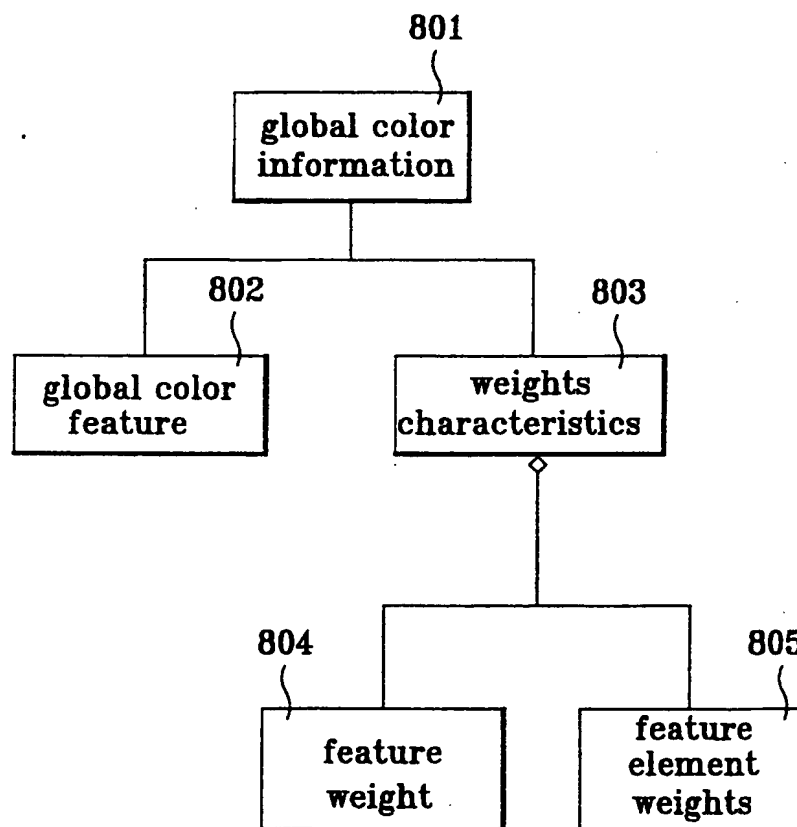 801
global color
information
802
803
global color
feature
weights
characteristics
804
805
feature
weight
feature
element
weights